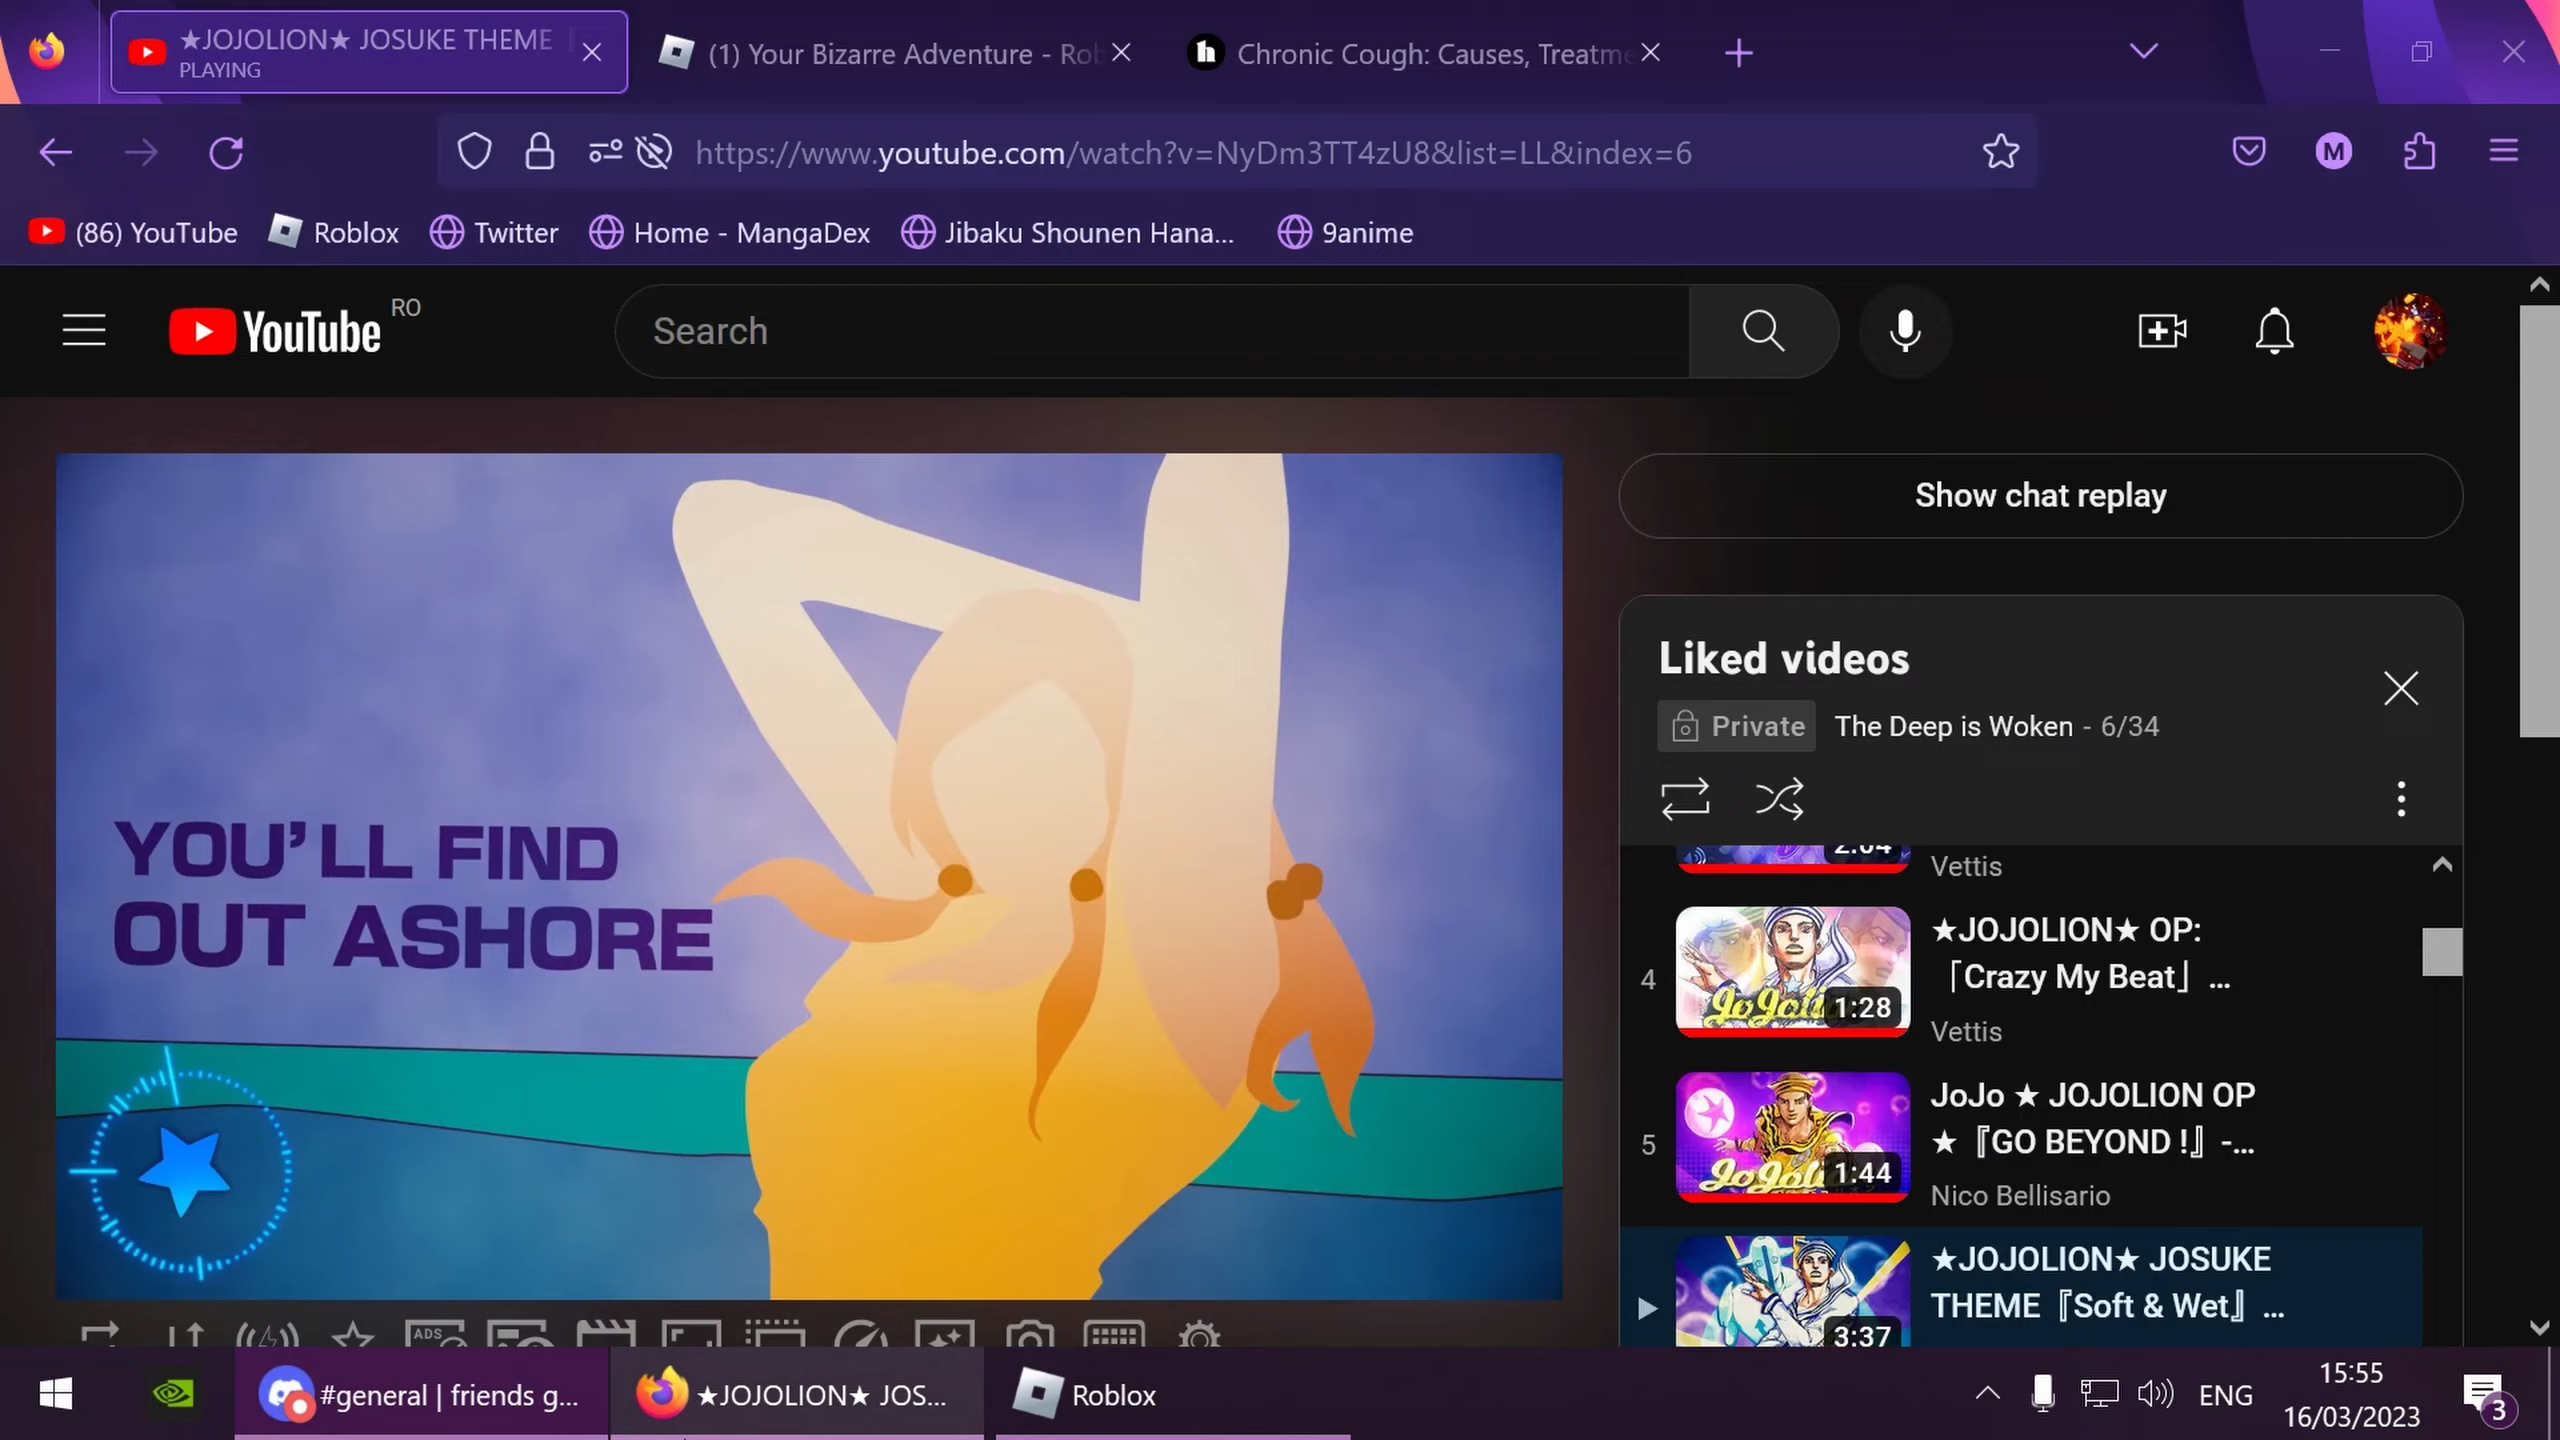 ★JOJOLION★ JOSUKE THEME
PLAYING
(1) Your Bizarre Adventure - Rob
Chronic Cough: Causes, Treatme
https://www.youtube.com/watch?v=NyDm3TT4zU8&list=LL&index=6
M
(86) YouTube
Roblox
Twitter
Home - MangaDex
Jibaku Shounen Hana...
9anime
YouTube RO
Search
Show chat replay
YOU'LL FIND
OUT ASHORE
Liked videos
Private
The Deep is Woken - 6/34
2:04
Vettis
4
★JOJOLION★ OP:
「Crazy My Beat」 ...
1:28
Vettis
5
JoJo ★ JOJOLION OP
★『GO BEYOND !』 -...
1:44
Nico Bellisario
★JOJOLION★ JOSUKE
THEME『Soft & Wet』 ...
3:37
ADS
#general | friends g...
★JOJOLION★ JOS...
Roblox
ENG
15:55
16/03/2023
3